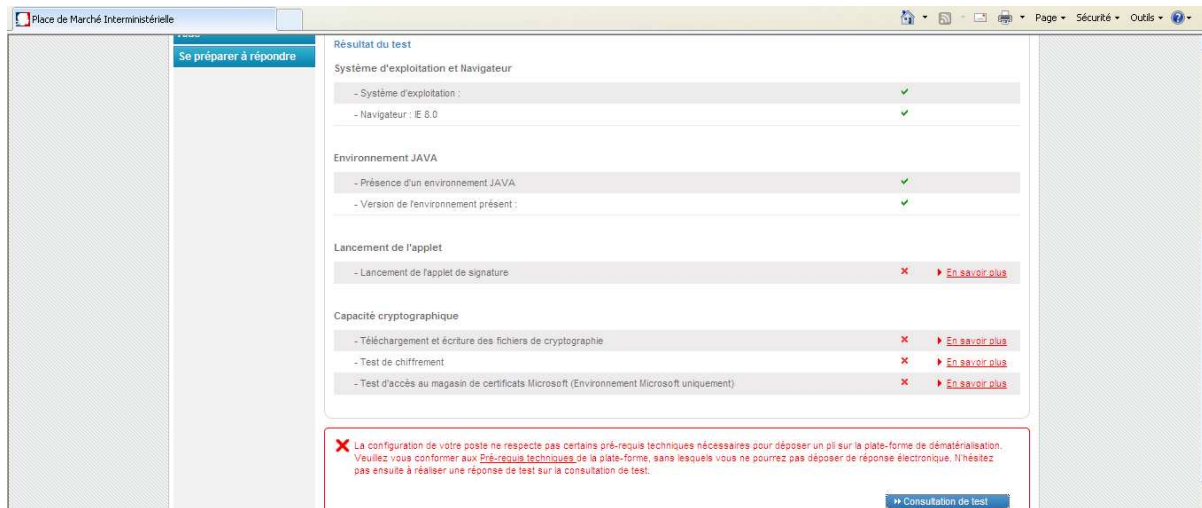 Place de Marché Interministérielle
Page Sécurité Outils
Se préparer à répondre
Résultat du test
Système d'exploitation et Navigateur
- Système d'exploitation :
- Navigateur : IE 8.0
Environnement JAVA
- Présence d'un environnement JAVA
- Version de l'environnement présent :
Lancement de l'applet
- Lancement de l'applet de signature En savoir plus
Capacité cryptographique
- Téléchargement et écriture des fichiers de cryptographie En savoir plus
- Test de chiffrement En savoir plus
- Test d'accès au magasin de certificats Microsoft (Environnement Microsoft uniquement) En savoir plus
La configuration de votre poste ne respecte pas certains pré-requis techniques nécessaires pour déposer un pli sur la plate-forme de dématérialisation.
Veuillez vous conformer aux Pré-requis techniques de la plate-forme, sans lesquels vous ne pourrez pas déposer de réponse électronique. N'hésitez
pas ensuite à réaliser une réponse de test sur la consultation de test.
Consultation de test